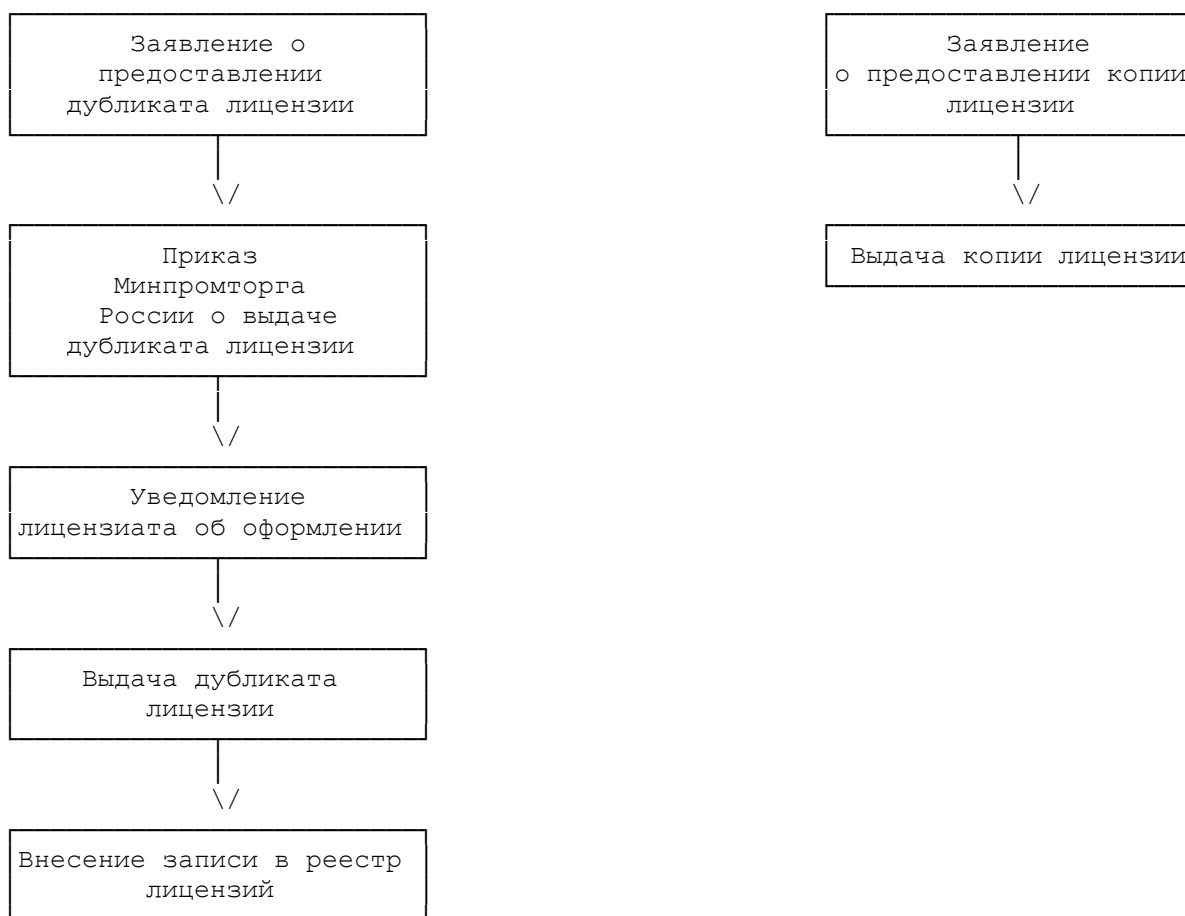 Заявление о
предоставлении
дубликата лицензии
Заявление
о предоставлении копии
лицензии
\/
\/
Приказ
Минпромторга
России о выдаче
дубликата лицензии
Выдача копии лицензии
\/
Уведомление
лицензиата об оформлении
\/
Выдача дубликата
лицензии
\/
Внесение записи в реестр
лицензий